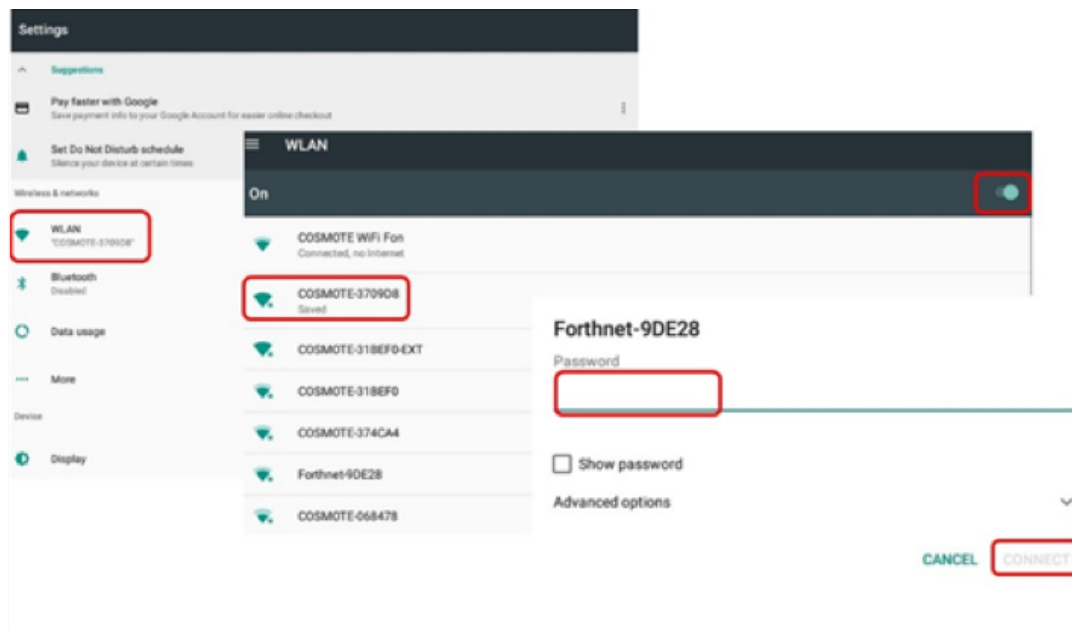 Settings
Suggestions
Pay faster with Google
Save payment info to your Google Account for easier online checkout
Set Do Not Disturb schedule
Silence your device at certain times
Wireless & networks
WLAN
"COSMOTE-3709D8"
Bluetooth
Disabled
Data usage
More
Device
Display
WLAN
On
COSMOTE WiFi Fon
Connected, no Internet
COSMOTE-3709D8
Saved
COSMOTE-31BEF0-EXT
COSMOTE-31BEF0
COSMOTE-374CA4
Forthnet-9DE28
COSMOTE-068478
Forthnet-9DE28
Password
Show password
Advanced options
CANCEL
CONNECT